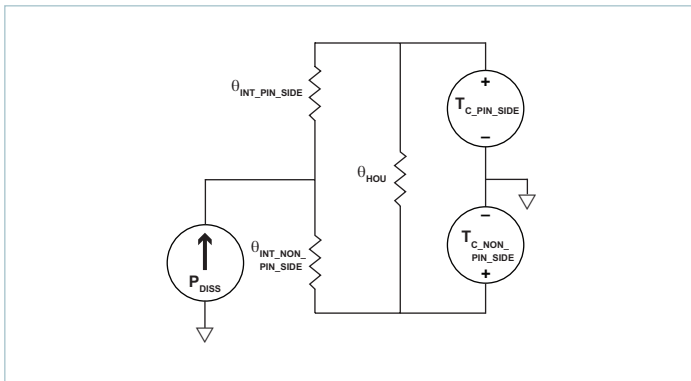 θINT_PIN_SIDE
+
TC_PIN_SIDE
–
θHOU
–
TC_NON_
PIN_SIDE
+
θINT_NON_
PIN_SIDE
PDISS